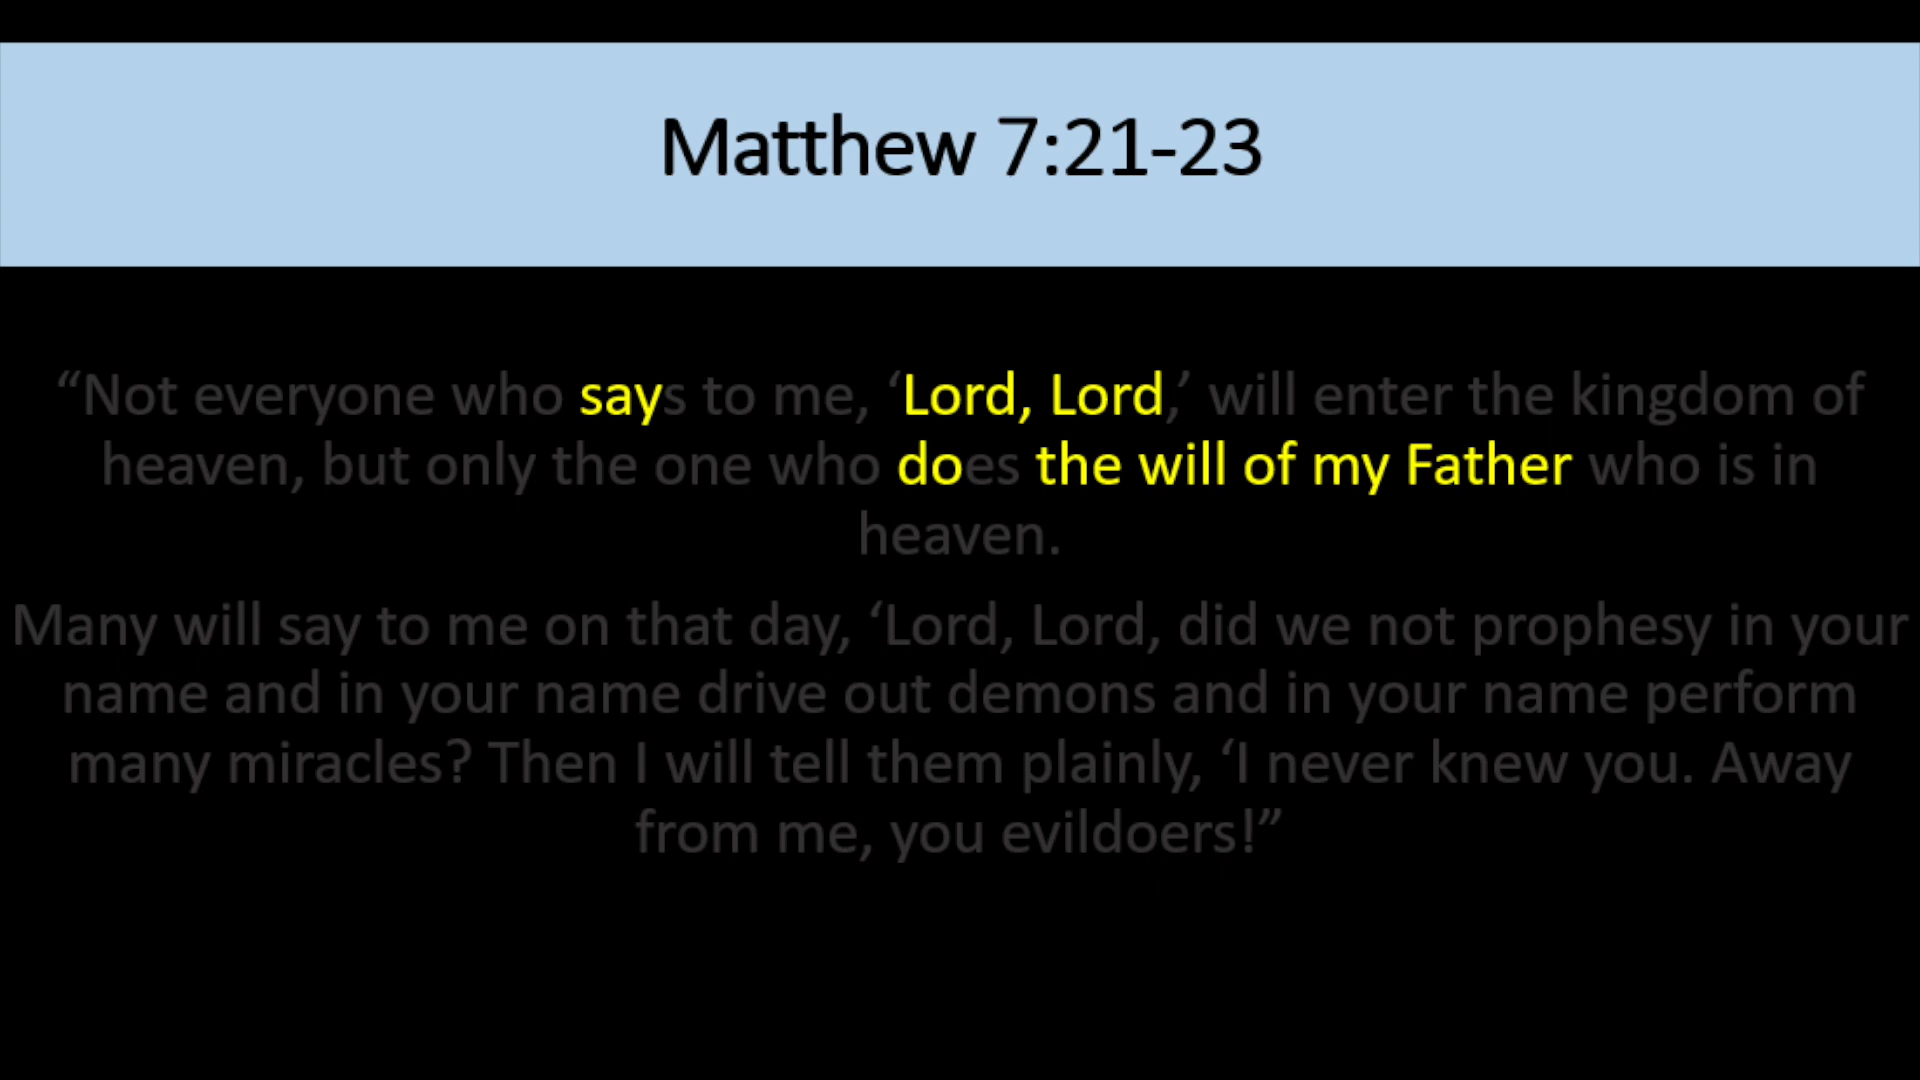 Matthew 7:21-23
“Not everyone who says to me, ‘Lord, Lord,’ will enter the kingdom of
heaven, but only the one who does the will of my Father who is in
heaven.
Many will say to me on that day, ‘Lord, Lord, did we not prophesy in your
name and in your name drive out demons and in your name perform
many miracles? Then I will tell them plainly, ‘I never knew you. Away
from me, you evildoers!”